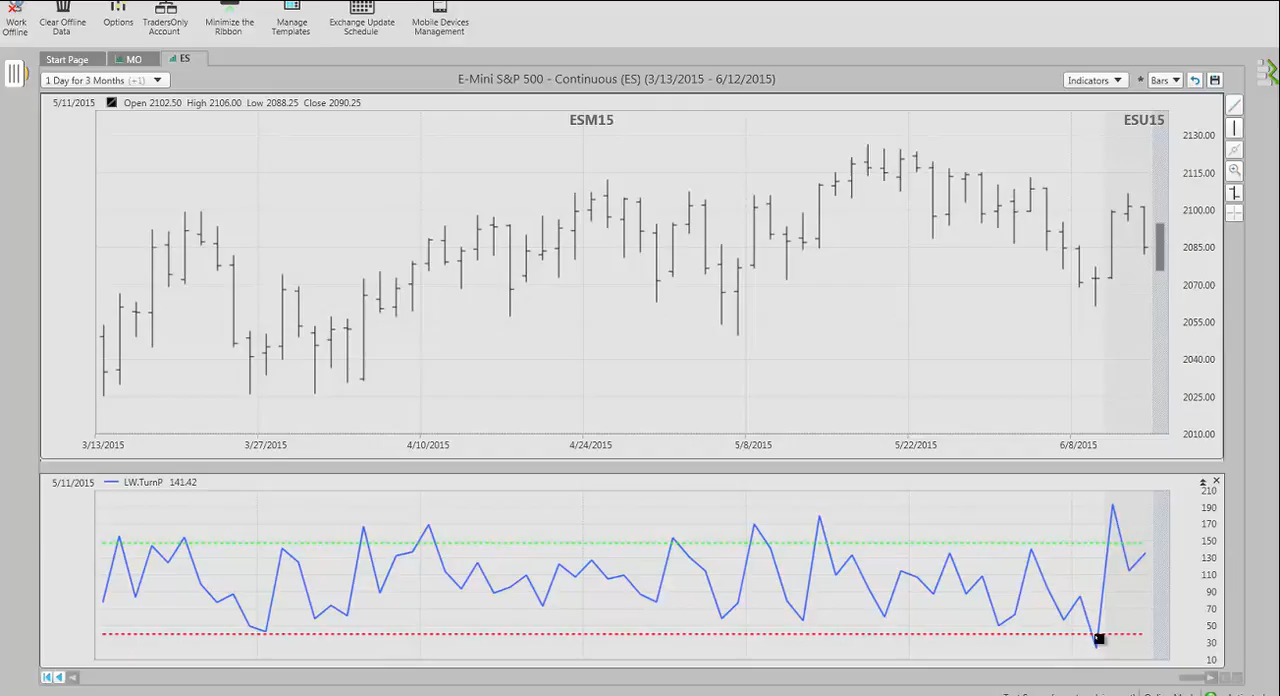 Work Offline
Clear Offline Data
Options
TradersOnly Account
Minimize the Ribbon
Manage Templates
Exchange Update Schedule
Mobile Devices Management
Start Page
MO
ES
1 Day for 3 Months (+1)
E-Mini S&P 500 - Continuous (ES) (3/13/2015 - 6/12/2015)
Indicators
* Bars
5/11/2015 Open 2102.50 High 2106.00 Low 2088.25 Close 2090.25
ESM15
ESU15
2130.00
2115.00
2100.00
2085.00
2070.00
2055.00
2040.00
2025.00
2010.00
3/13/2015
3/27/2015
4/10/2015
4/24/2015
5/8/2015
5/22/2015
6/8/2015
5/11/2015 LW.TurnP 141.42
210
190
170
150
130
110
90
70
50
30
10